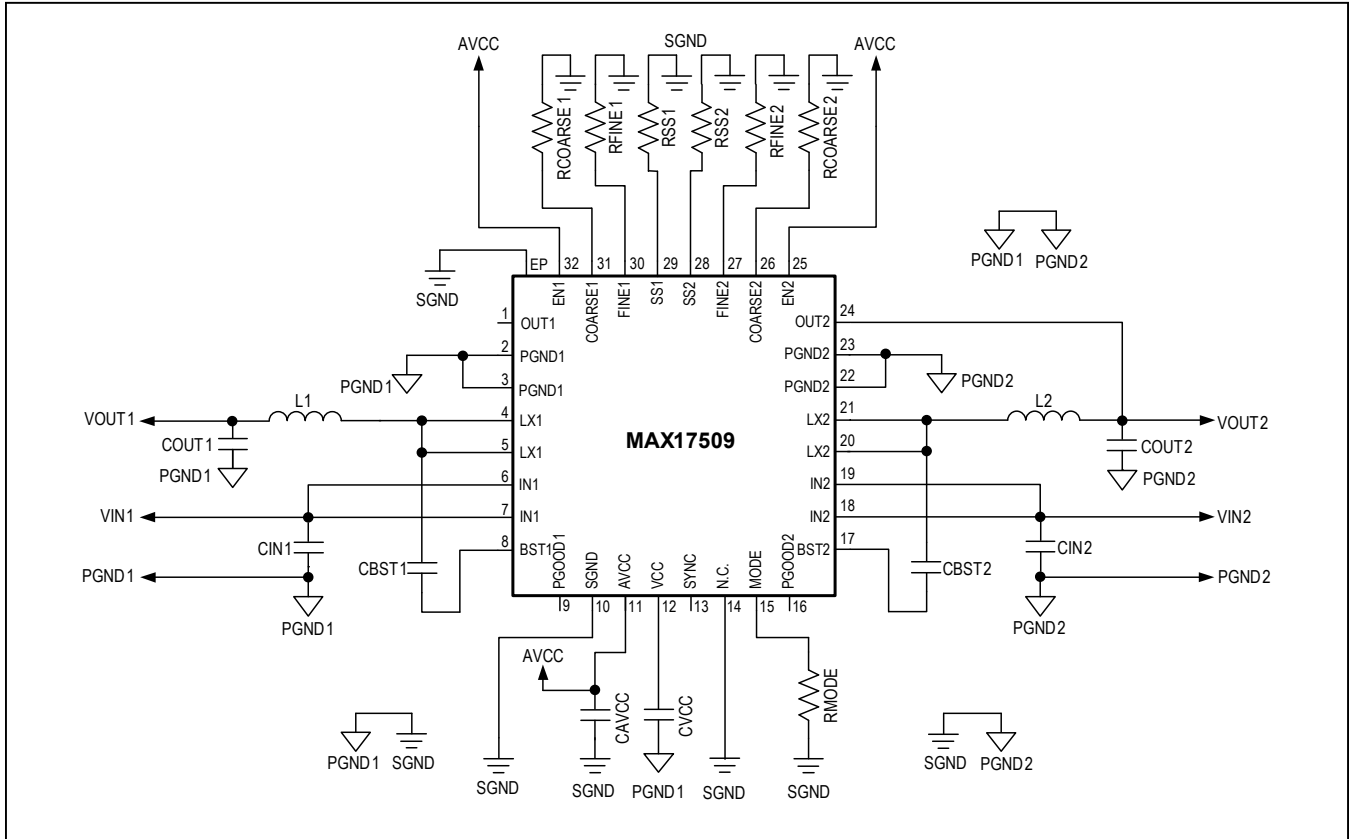 AVCC
SGND
AVCC
RCOARSE1
RFINE1
RSS1
RSS2
RFINE2
RCOARSE2
PGND1
PGND2
SGND
EP
32
31
30
29
28
27
26
25
EN1
COARSE1
FINE1
SS1
SS2
FINE2
COARSE2
EN2
1
OUT1
2
PGND1
3
PGND1
4
LX1
5
LX1
6
IN1
7
IN1
8
BST1
MAX17509
24
OUT2
23
PGND2
22
PGND2
21
LX2
20
LX2
19
IN2
18
IN2
17
BST2
PGND1
VOUT1
L1
COUT1
PGND1
VIN1
CIN1
PGND1
PGND1
CBST1
PGND2
L2
VOUT2
COUT2
PGND2
VIN2
CIN2
PGND2
PGND2
CBST2
PGOOD1
SGND
AVCC
VCC
SYNC
N.C.
MODE
PGOOD2
9
10
11
12
13
14
15
16
AVCC
CAVCC
CVCC
RMODE
PGND1
SGND
SGND
SGND
PGND1
SGND
SGND
SGND
PGND2